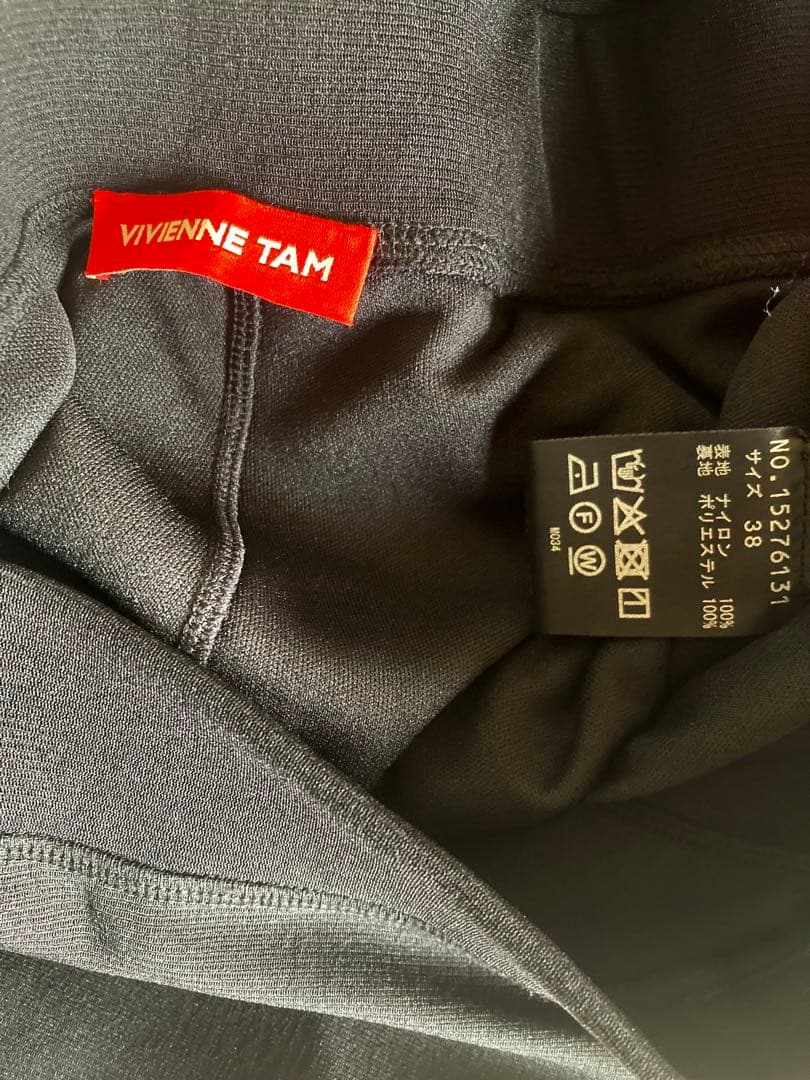 VIVIENNE TAM
NO.15276131
サイズ 38
表地 ナイロン 100%
裏地 ポリエステル 100%
F
W
M034